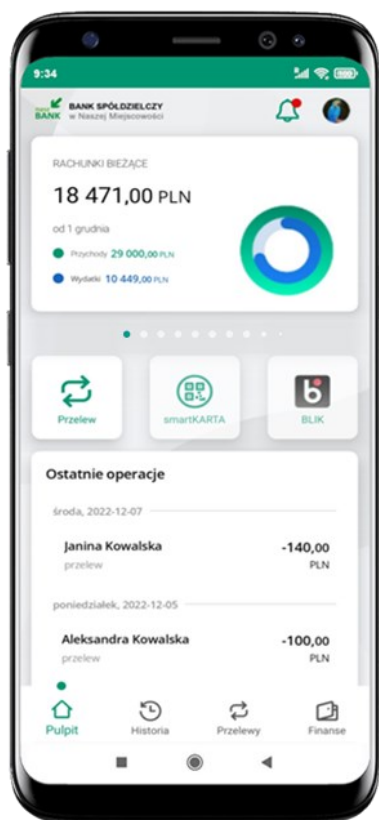 9:34
nasz BANK
BANK SPÓŁDZIELCZY
w Naszej Miejscowości
RACHUNKI BIEŻĄCE
18 471,00 PLN
od 1 grudnia
Przychody 29 000,00 PLN
Wydatki 10 449,00 PLN
Przelew
smartKARTA
BLIK
Ostatnie operacje
środa, 2022-12-07
Janina Kowalska -140,00
przelew PLN
poniedziałek, 2022-12-05
Aleksandra Kowalska -100,00
przelew PLN
Pulpit Historia Przelewy Finanse